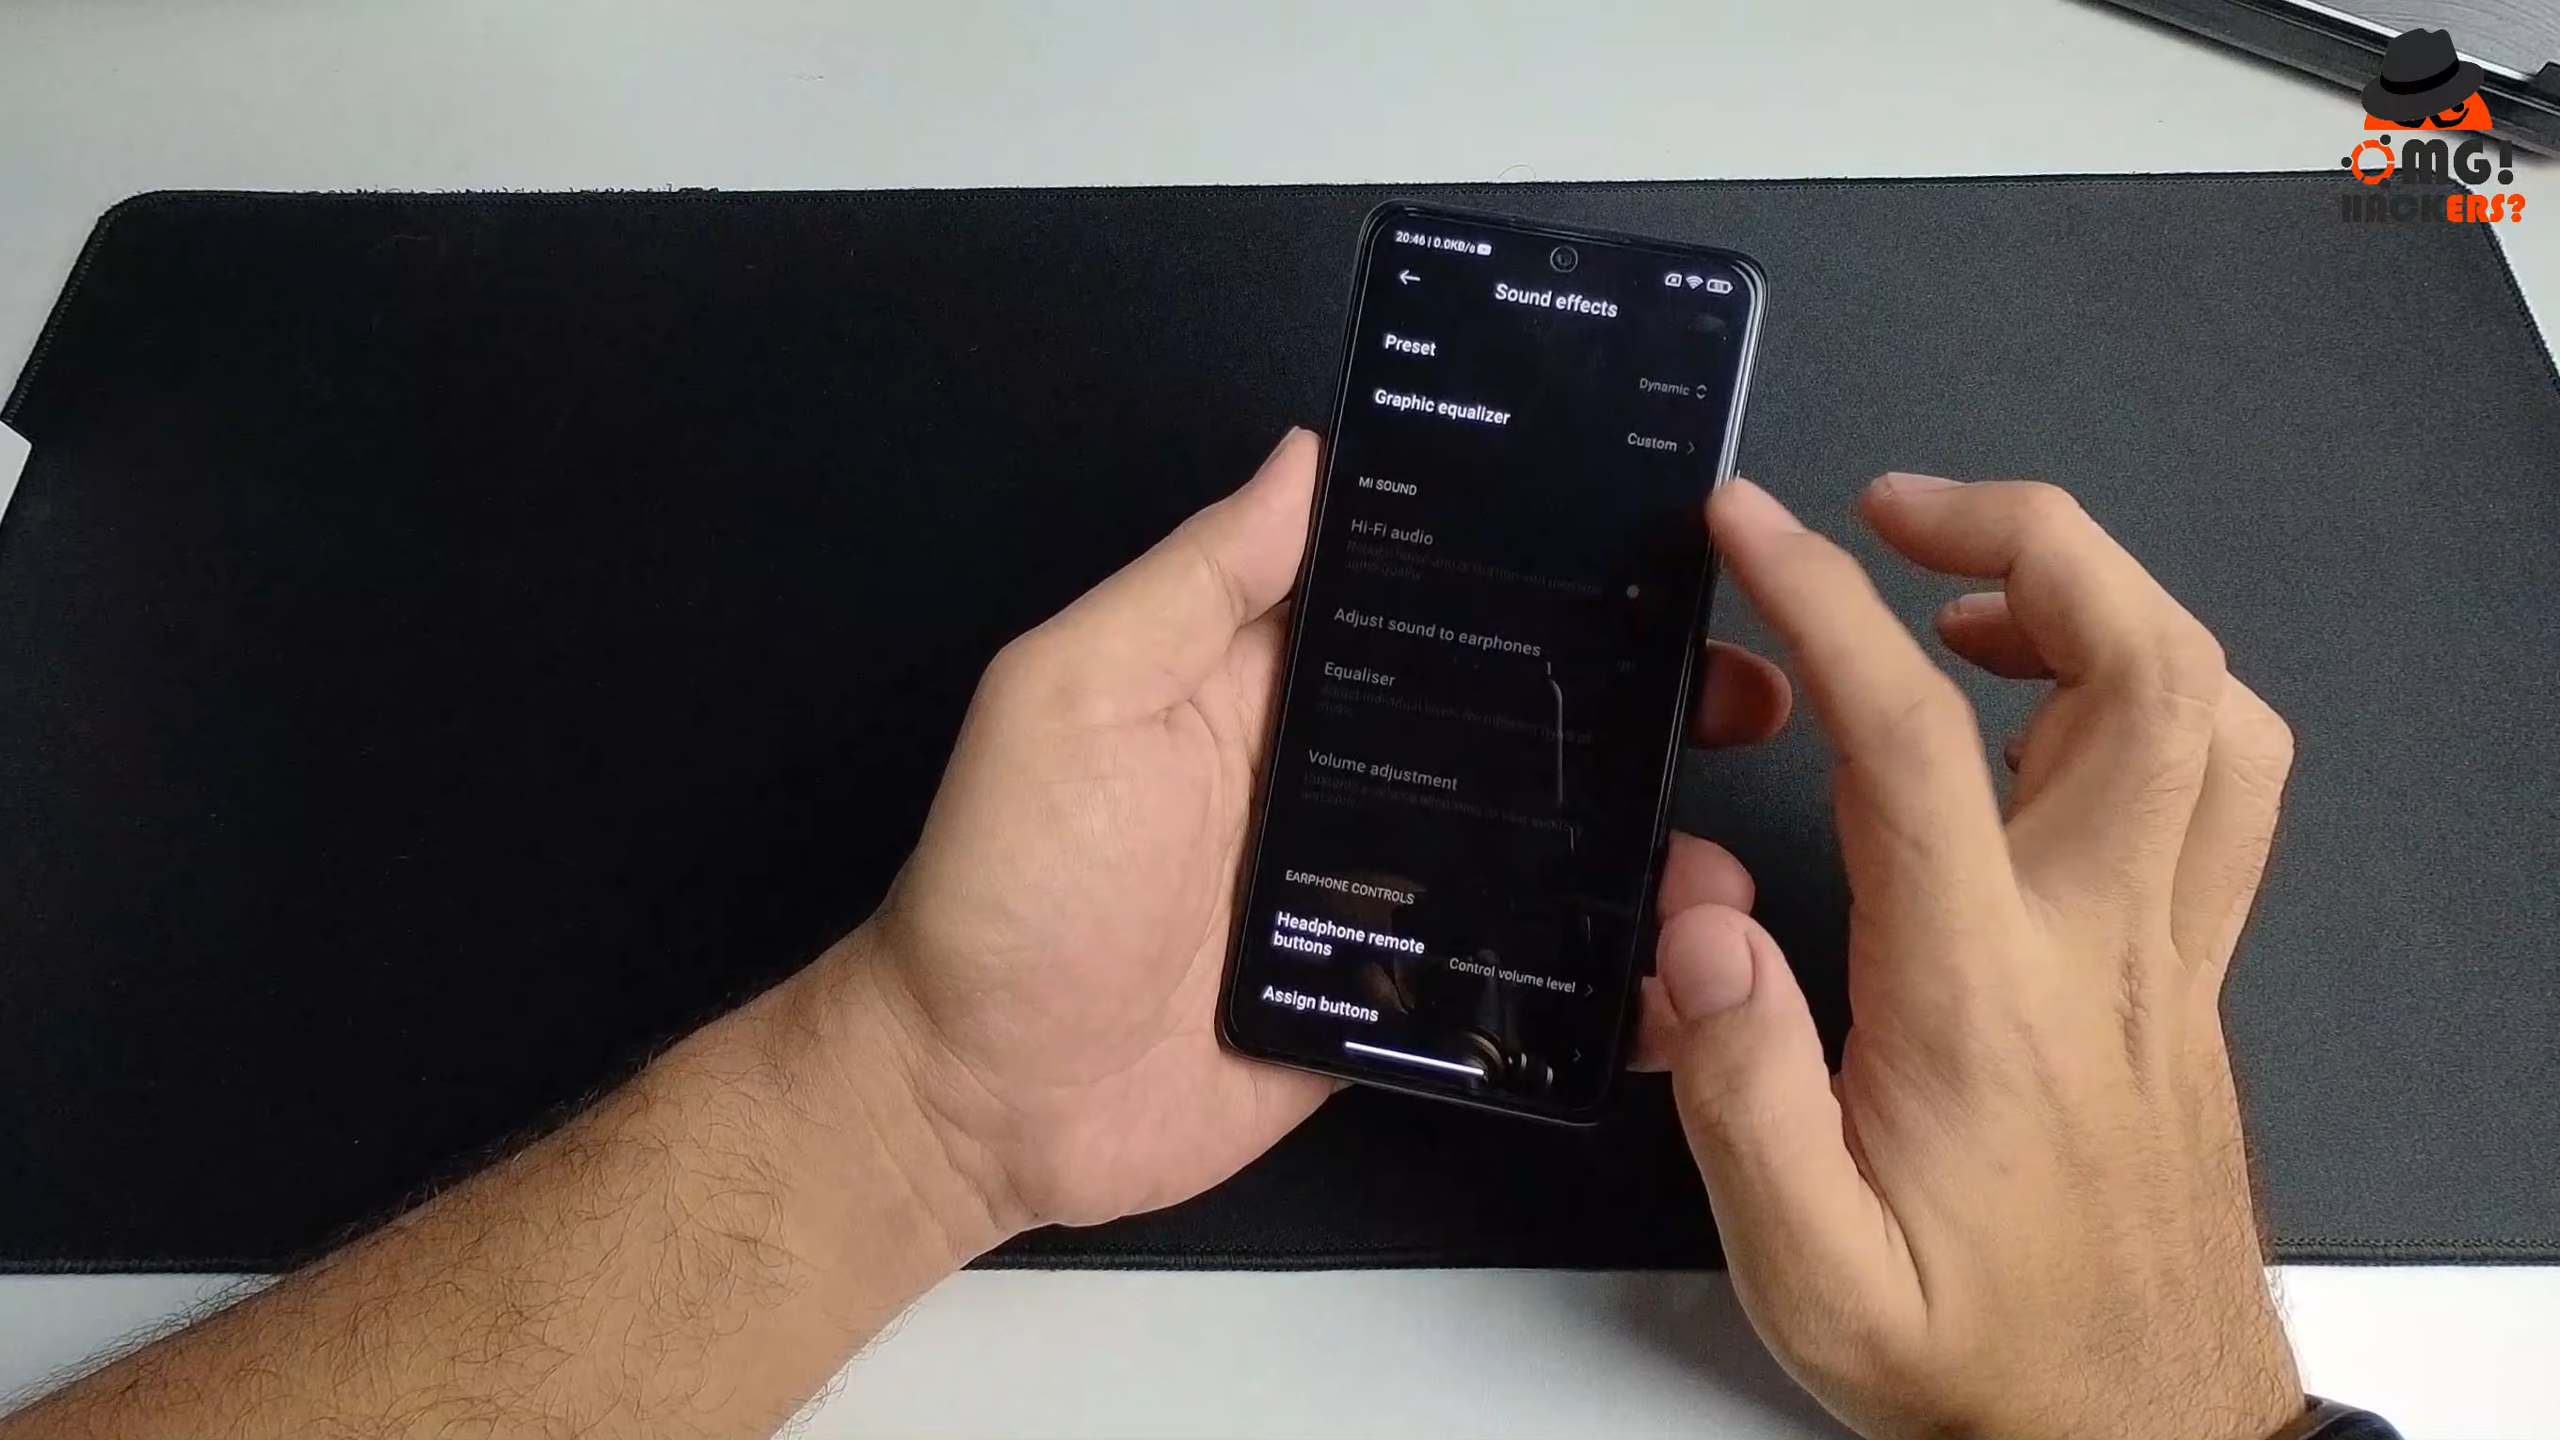 OMG!
HACKERS?
20:46 | 0.0KB/s
Sound effects
Preset
Dynamic
Graphic equalizer
Custom
MI SOUND
Hi-Fi audio
Adjust sound to earphones
Equaliser
Volume adjustment
EARPHONE CONTROLS
Headphone remote
buttons
Control volume level
Assign buttons